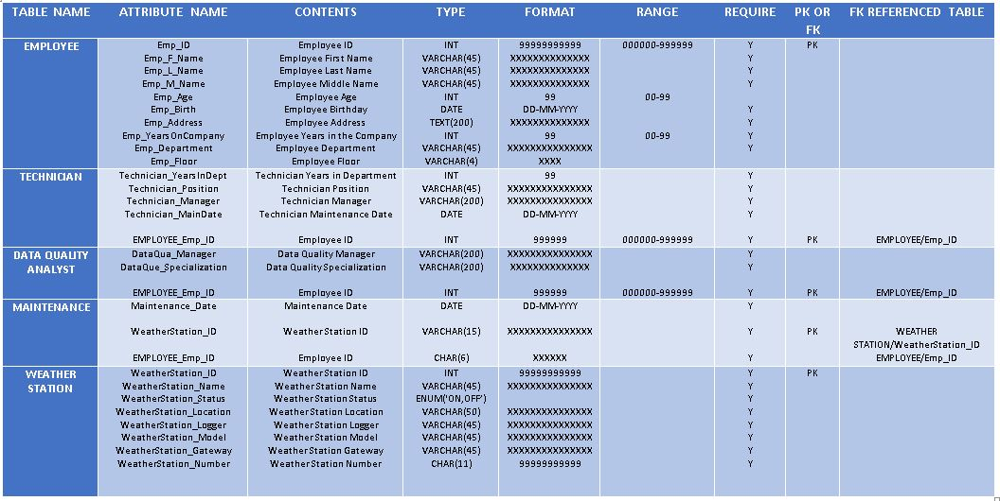 TABLE NAME ATTRIBUTE NAME CONTENTS TYPE FORMAT RANGE REQUIRE PK OR FK FK REFERENCED TABLE
EMPLOYEE Emp_ID Employee ID INT 99999999999 000000-999999 Y PK
Emp_F_Name Employee First Name VARCHAR(45) XXXXXXXXXXXXXX Y
Emp_L_Name Employee Last Name VARCHAR(45) XXXXXXXXXXXXXX Y
Emp_M_Name Employee Middle Name VARCHAR(45) XXXXXXXXXXXXXX Y
Emp_Age Employee Age INT 99 00-99
Emp_Birth Employee Birthday DATE DD-MM-YYYY Y
Emp_Address Employee Address TEXT(200) XXXXXXXXXXXXXX Y
Emp_YearsOnCompany Employee Years in the Company INT 99 00-99 Y
Emp_Department Employee Department VARCHAR(45) XXXXXXXXXXXXXXX Y
Emp_Floor Employee Floor VARCHAR(4) XXXX
TECHNICIAN Technician_YearsInDept Technician Years in Department INT 99 Y
Technician_Position Technician Position VARCHAR(45) XXXXXXXXXXXXXXX Y
Technician_Manager Technician Manager VARCHAR(200) XXXXXXXXXXXXXXX Y
Technician_MainDate Technician Maintenance Date DATE DD-MM-YYYY Y
EMPLOYEE_Emp_ID Employee ID INT 999999 000000-999999 Y PK EMPLOYEE/Emp_ID
DATA QUALITY DataQua_Manager Data Quality Manager VARCHAR(200) XXXXXXXXXXXXXXX Y
ANALYST DataQue_Specialization Data Quality Specialization VARCHAR(200) XXXXXXXXXXXXXXX Y
EMPLOYEE_Emp_ID Employee ID INT 999999 000000-999999 Y PK EMPLOYEE/Emp_ID
MAINTENANCE Maintenance_Date Maintenance Date DATE DD-MM-YYYY Y
WeatherStation_ID Weather Station ID VARCHAR(15) XXXXXXXXXXXXXXX Y PK WEATHER
STATION/WeatherStation_ID
EMPLOYEE_Emp_ID Employee ID CHAR(6) XXXXXX Y EMPLOYEE/Emp_ID
WEATHER WeatherStation_ID Weather Station ID INT 99999999999 Y PK
STATION WeatherStation_Name Weather Station Name VARCHAR(45) XXXXXXXXXXXXXXX Y
WeatherStation_Status Weather Station Status ENUM('ON,OFF') Y
WeatherStation_Location Weather Station Location VARCHAR(50) XXXXXXXXXXXXXXX Y
WeatherStation_Logger Weather Station Logger VARCHAR(45) XXXXXXXXXXXXXXX Y
WeatherStation_Model Weather Station Model VARCHAR(45) XXXXXXXXXXXXXXX Y
WeatherStation_Gateway Weather Station Gateway VARCHAR(45) XXXXXXXXXXXXXXX Y
WeatherStation_Number Weather Station Number CHAR(11) 99999999999 Y